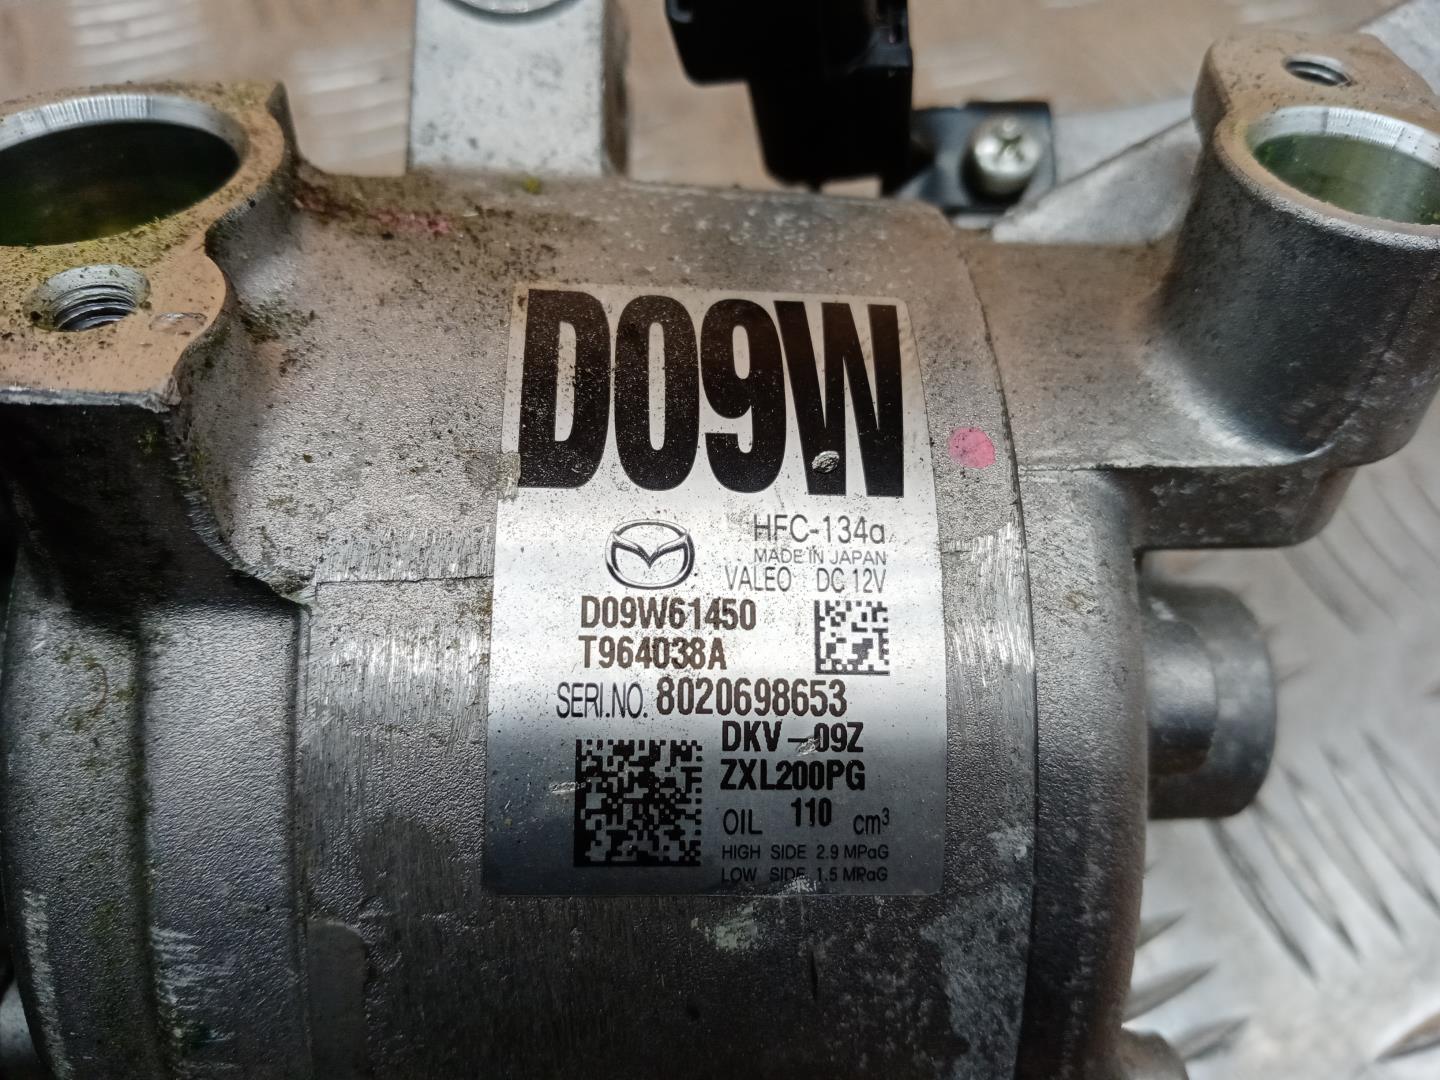 D09W
HFC-134a
MADE IN JAPAN
VALEO DC 12V
D09W61450
T964038A
SERI.NO. 8020698653
DKV-09Z
ZXL200PG
OIL 110 cm³
HIGH SIDE 2.9 MPaG
LOW SIDE 1.5 MPaG